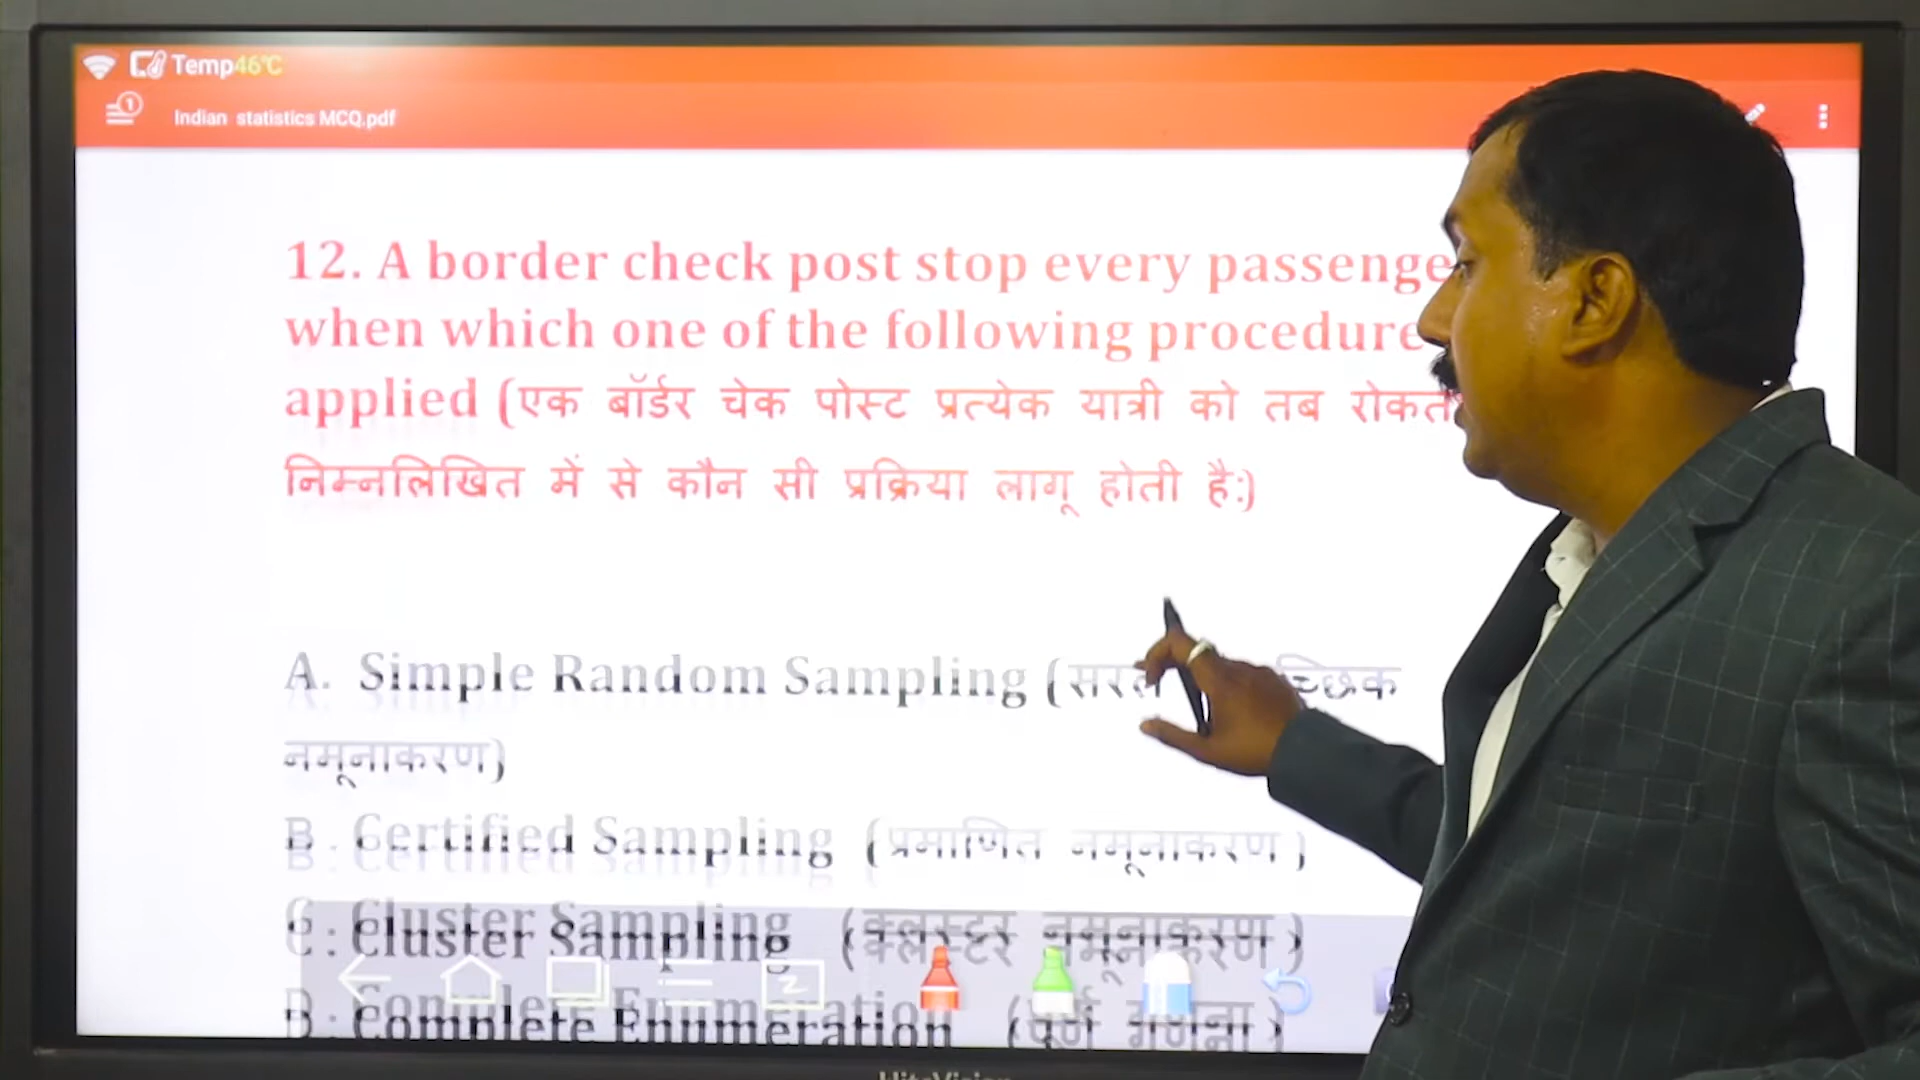 Temp46℃
1
Indian statistics MCQ.pdf
12. A border check post stop every passenge
when which one of the following procedure
applied (एक बॉर्डर चेक पोस्ट प्रत्येक यात्री को तब रोकत
निम्नलिखित में से कौन सी प्रक्रिया लागू होती है:)
A. Simple Random Sampling (सरल च्छिक
नमूनाकरण)
B . Certified Sampling (प्रमाणित नमूनाकरण )
C : Cluster Sampling (क्लस्टर नमूनाकरण )
D : Complete Enumeration (पूर्ण गणना )